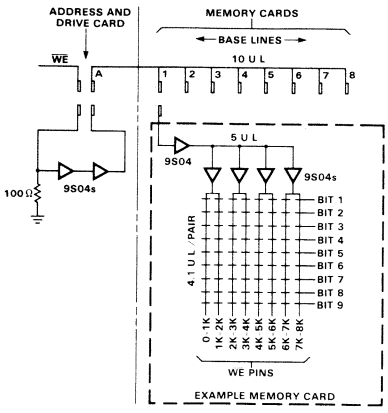 ADDRESS AND
DRIVE CARD
MEMORY CARDS
BASE LINES
WE
A
10 U L
1 2 3 4 5 6 7 8
5 U L
9S04
9S04s
9S04s
100Ω
4.1 U L /PAIR
BIT 1
BIT 2
BIT 3
BIT 4
BIT 5
BIT 6
BIT 7
BIT 8
BIT 9
0-1K
1K-2K
2K-3K
3K-4K
4K-5K
5K-6K
6K-7K
7K-8K
WE PINS
EXAMPLE MEMORY CARD